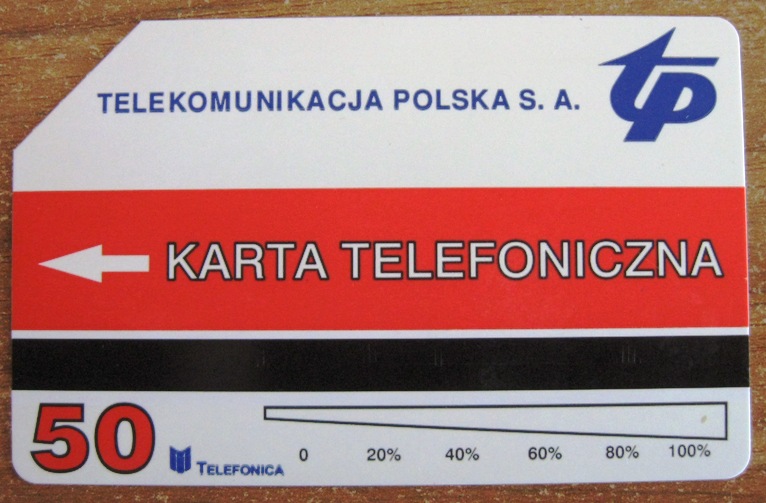 TELEKOMUNIKACJA POLSKA S. A.
tp
KARTA TELEFONICZNA
50
TELEFONICA
0 20% 40% 60% 80% 100%